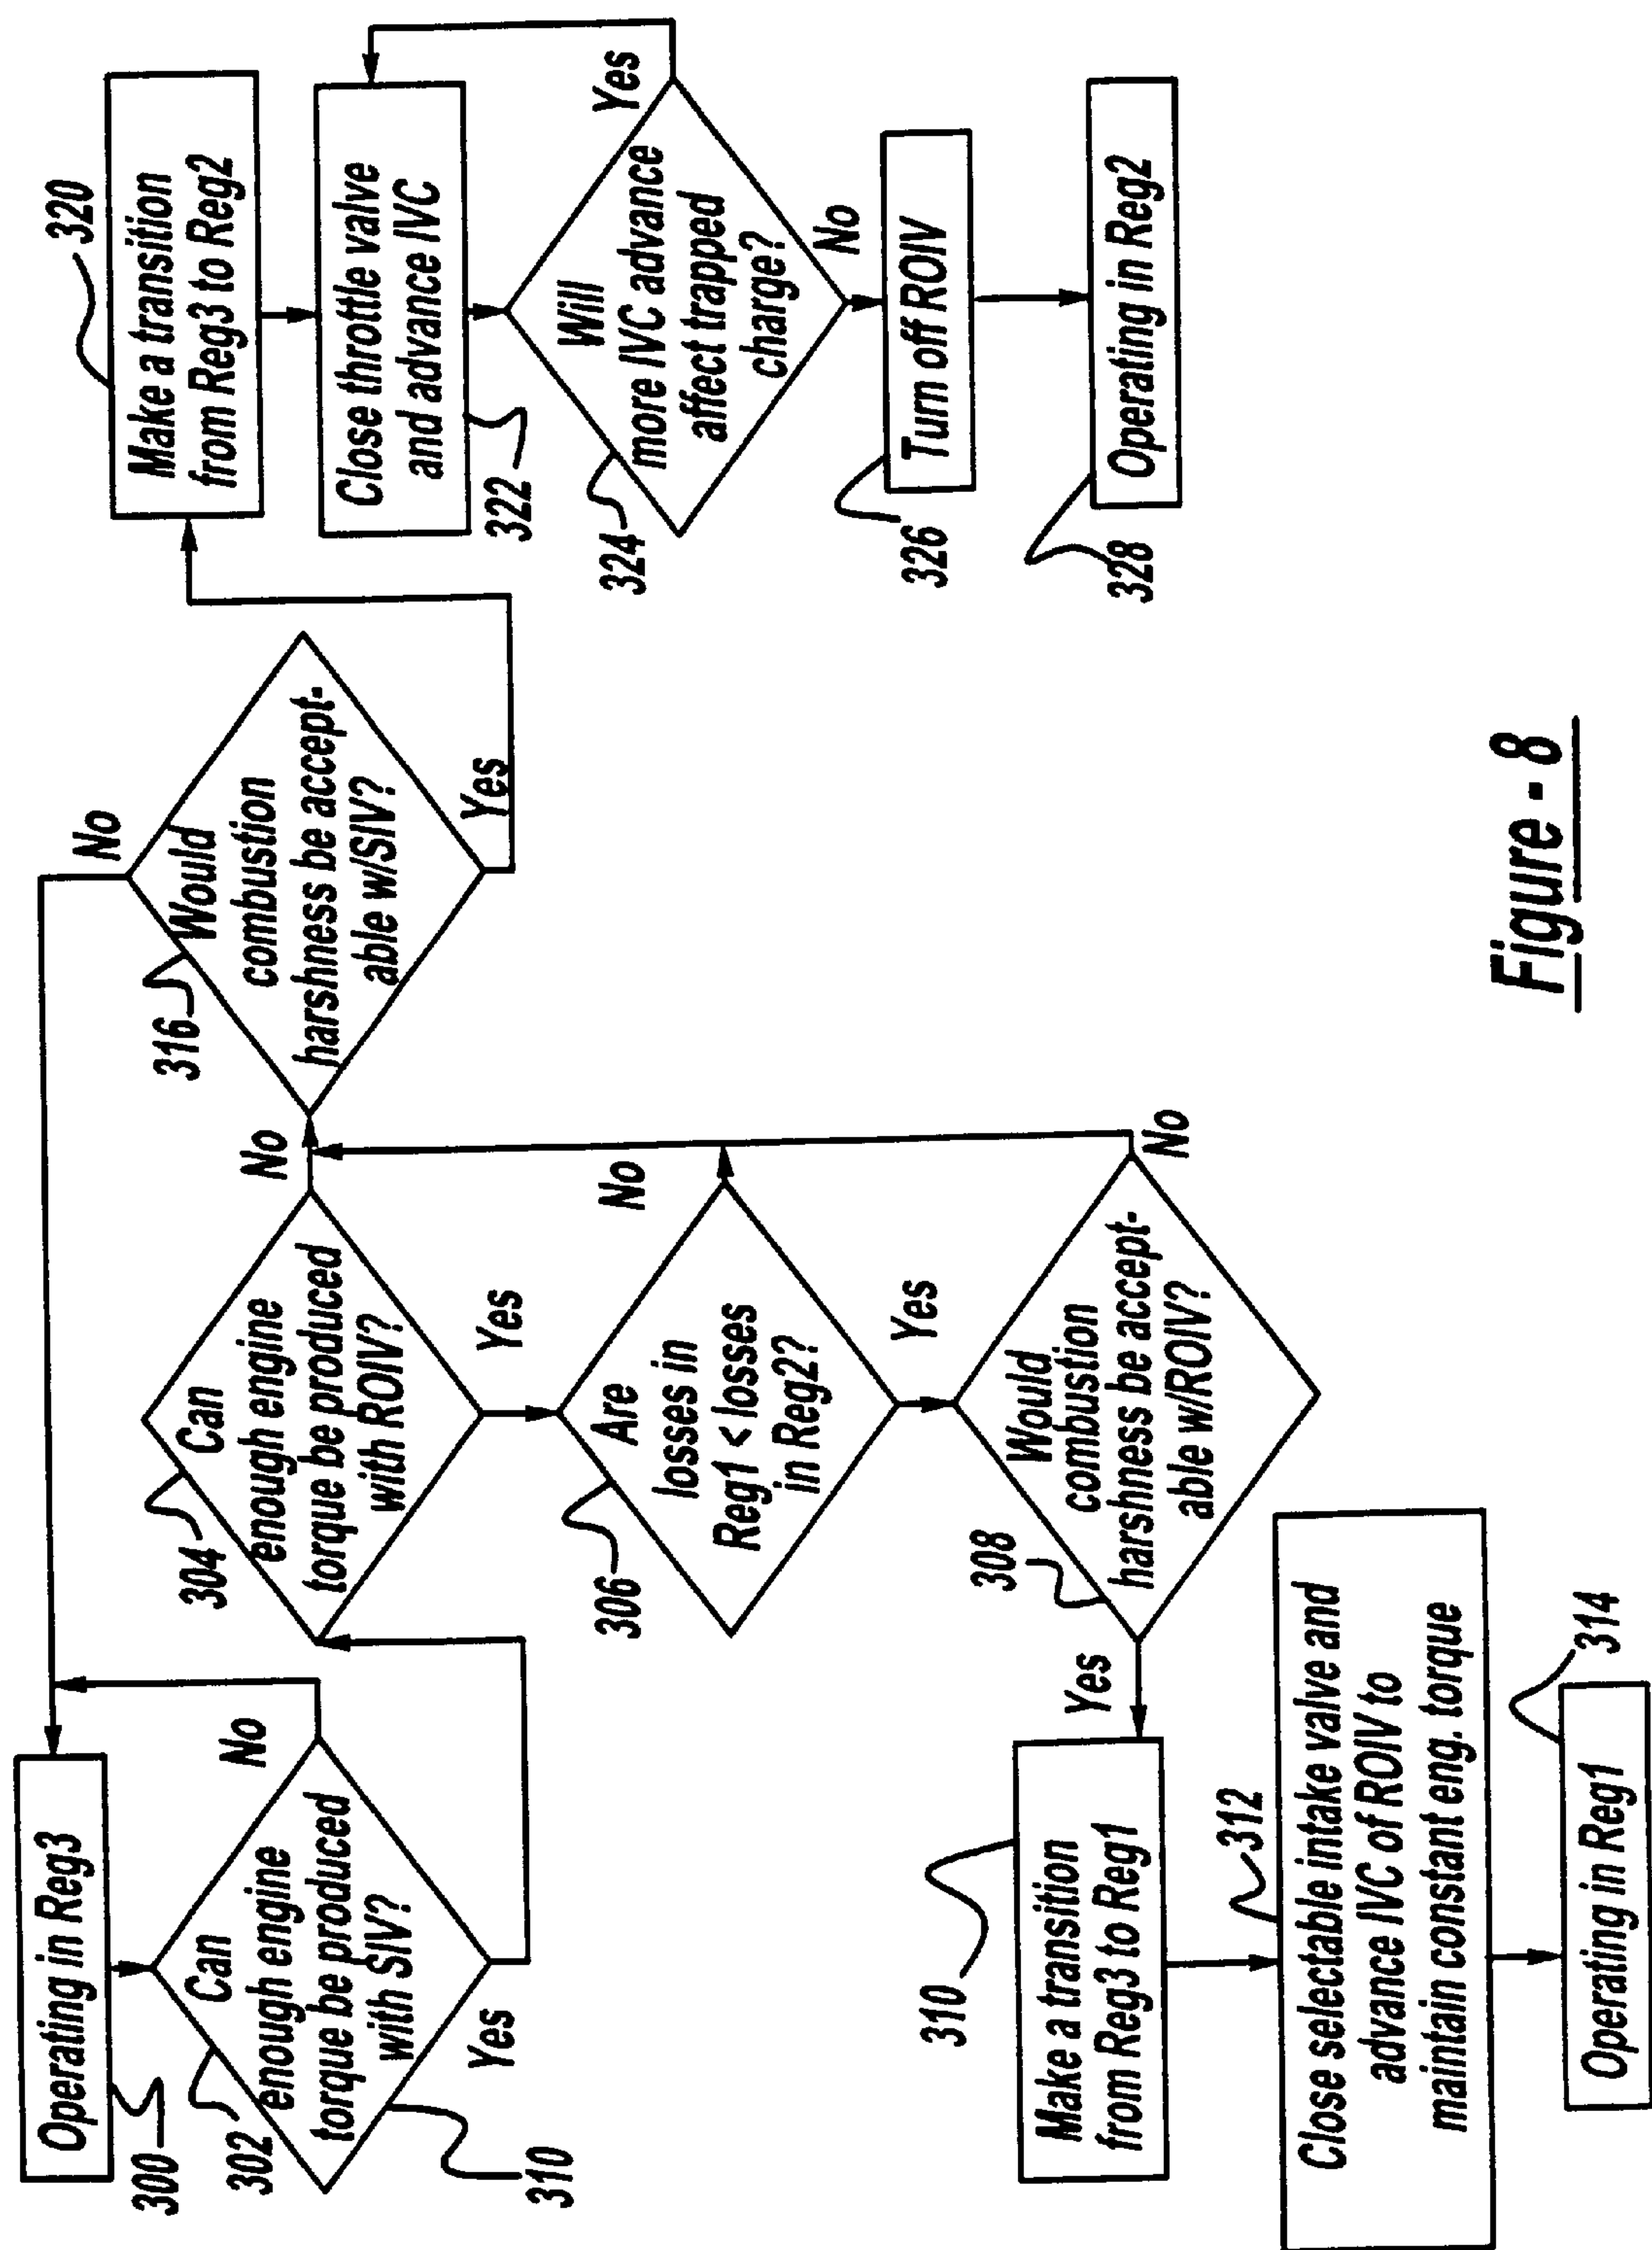 Operating in Reg3
300
302
Can
enough engine
torque be produced
with SIV?
No
Yes
310
304
Can
enough engine
torque be produced
with ROIV?
No
Yes
306
Are
losses in
Reg1 < losses
in Reg2?
No
Yes
308
Would
combustion
harshness be accept-
able w/ROIV?
No
Yes
310
Make a transition
from Reg3 to Reg1
312
Close selectable intake valve and
advance IVC of ROIV to
maintain constant eng. torque
314
Operating in Reg1
316
Would
combustion
harshness be accept-
able w/SIV?
No
Yes
320
Make a transition
from Reg3 to Reg2
Close throttle valve
and advance IVC
322
324
Will
more IVC advance
affect trapped
charge?
Yes
No
326
Turn off ROIV
328
Operating in Reg2
Figure - 8